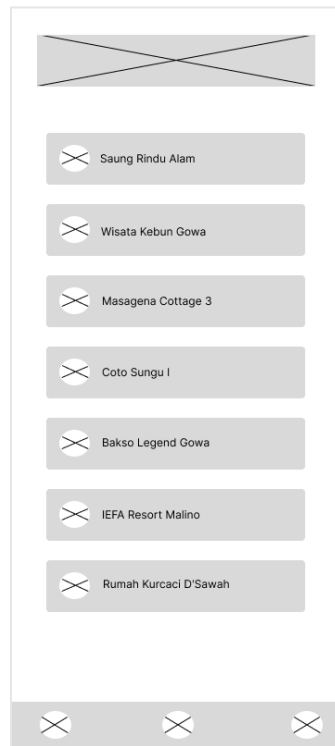 Saung Rindu Alam
Wisata Kebun Gowa
Masagena Cottage 3
Coto Sungu I
Bakso Legend Gowa
IEFA Resort Malino
Rumah Kurcaci D'Sawah